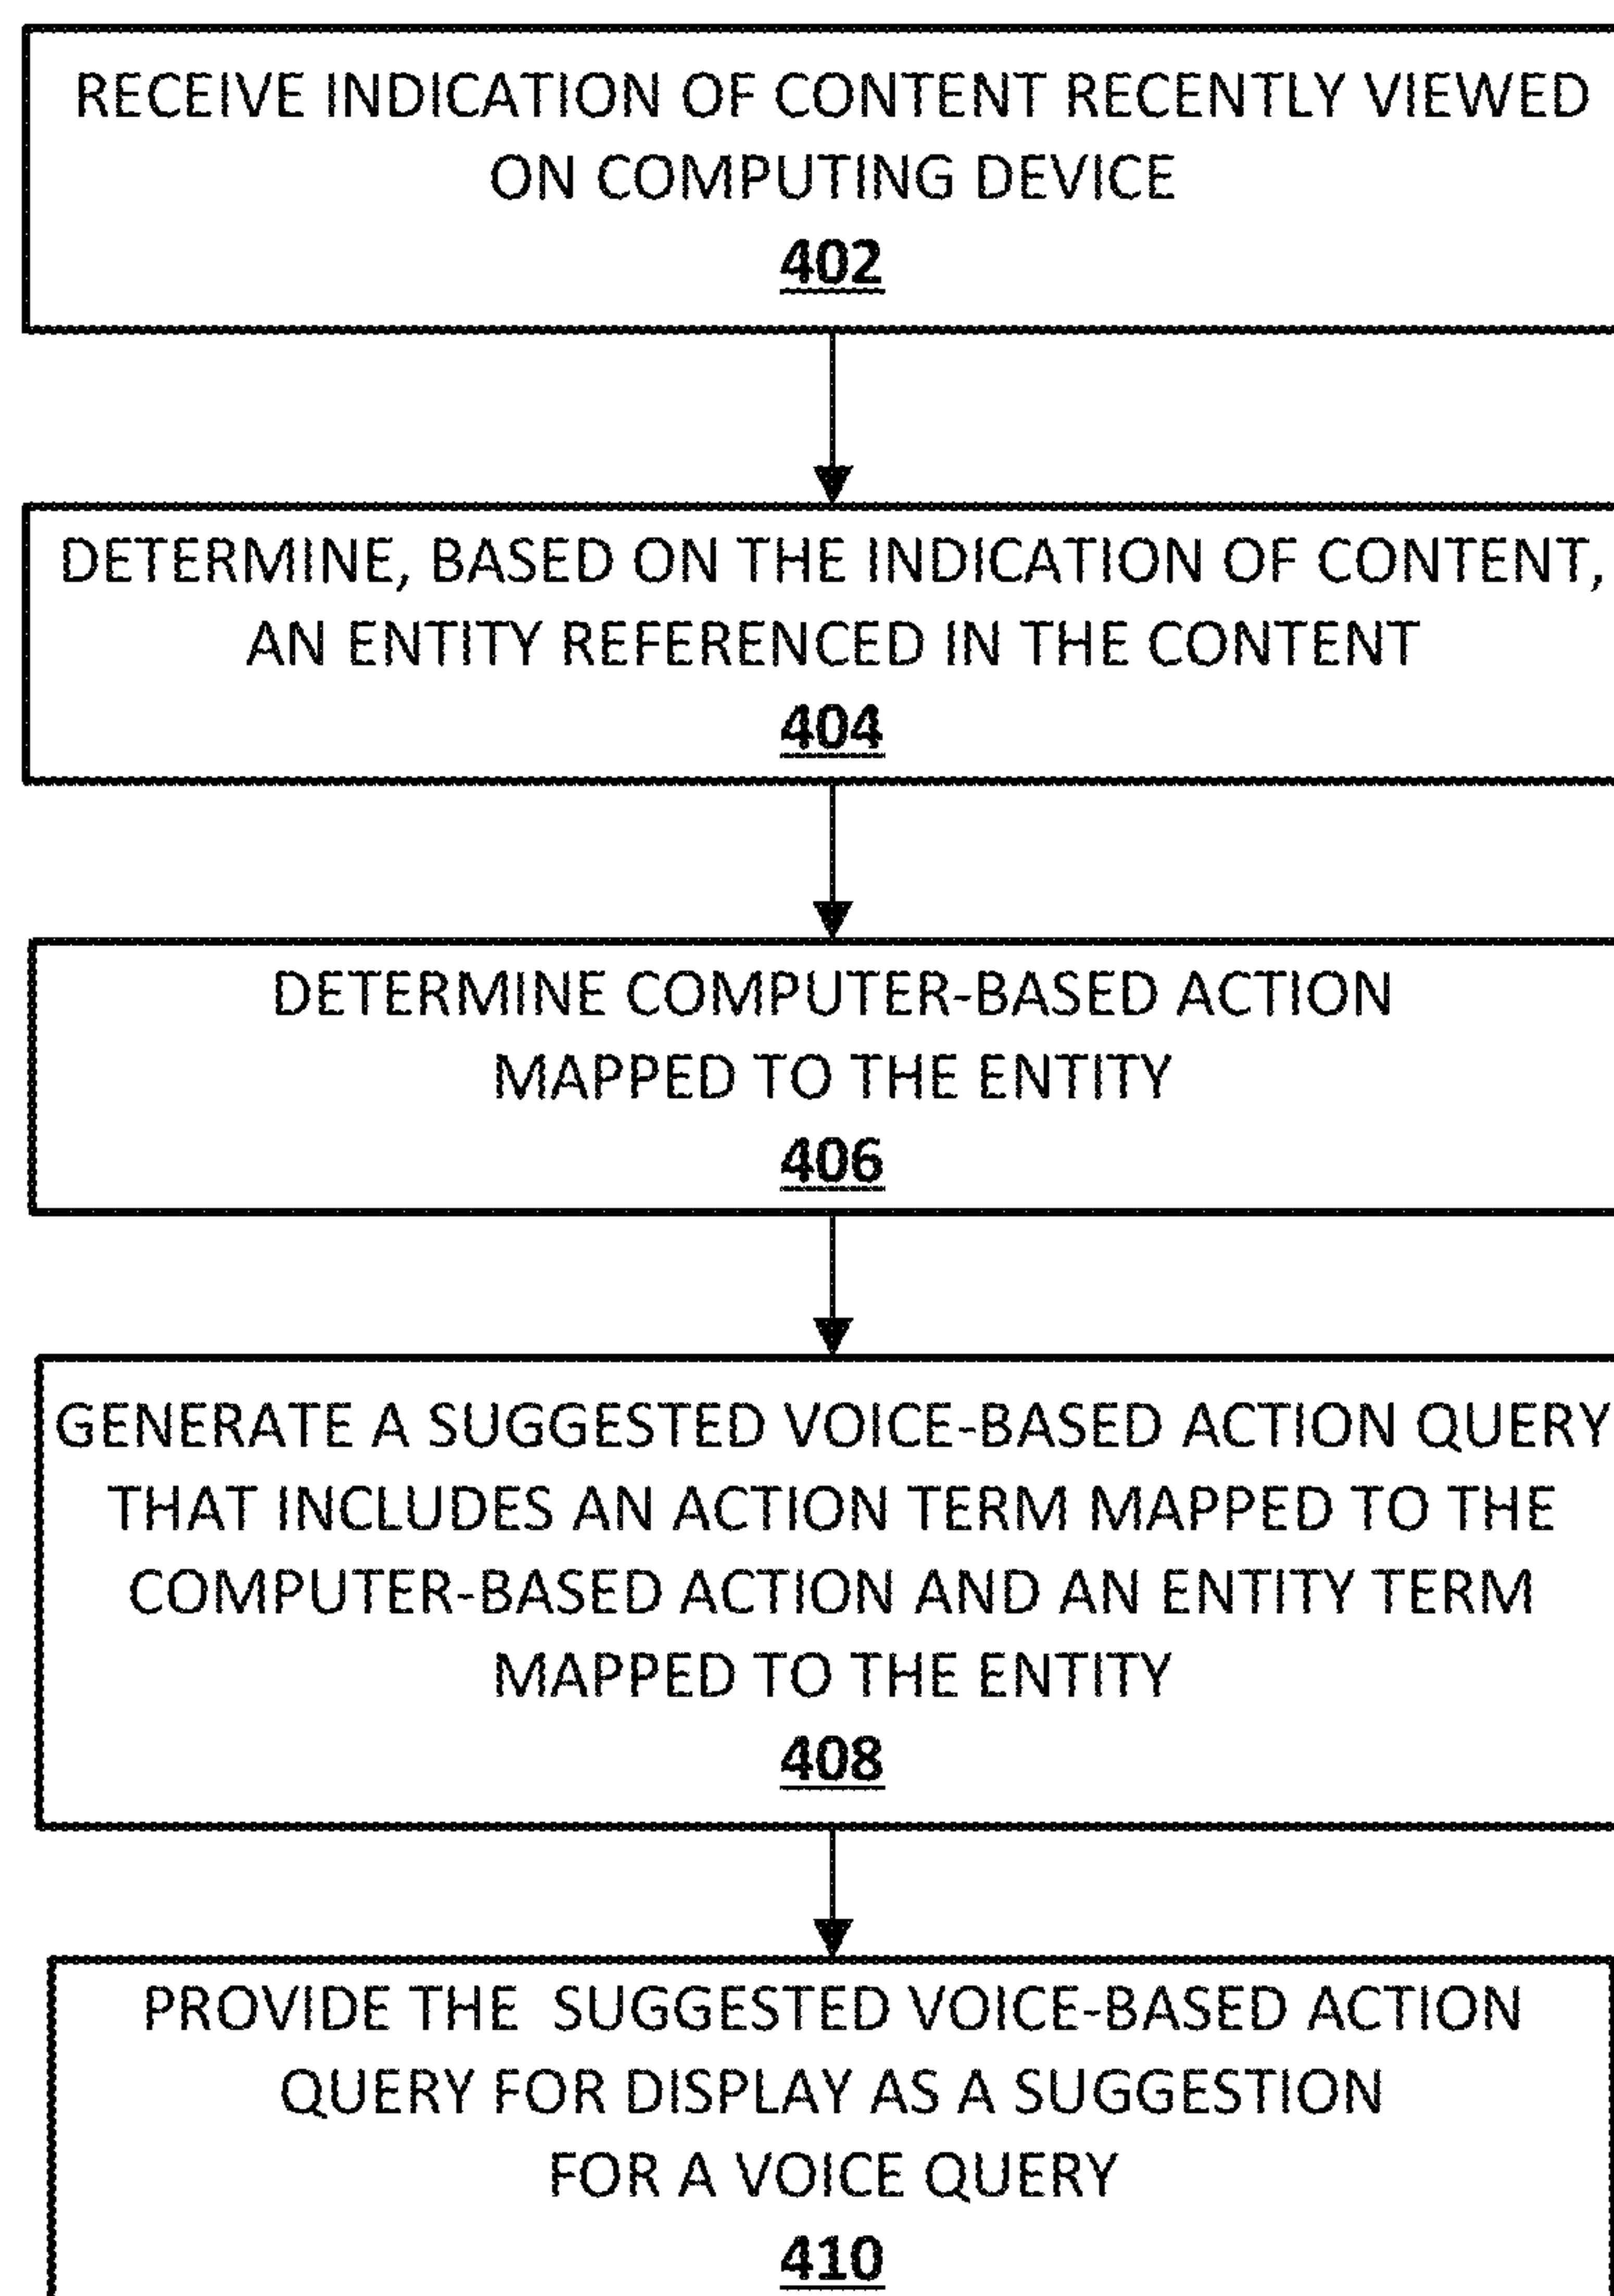 RECEIVE INDICATION OF CONTENT RECENTLY VIEWED
ON COMPUTING DEVICE
402
DETERMINE, BASED ON THE INDICATION OF CONTENT,
AN ENTITY REFERENCED IN THE CONTENT
404
DETERMINE COMPUTER-BASED ACTION
MAPPED TO THE ENTITY
406
GENERATE A SUGGESTED VOICE-BASED ACTION QUERY
THAT INCLUDES AN ACTION TERM MAPPED TO THE
COMPUTER-BASED ACTION AND AN ENTITY TERM
MAPPED TO THE ENTITY
408
PROVIDE THE SUGGESTED VOICE-BASED ACTION
QUERY FOR DISPLAY AS A SUGGESTION
FOR A VOICE QUERY
410